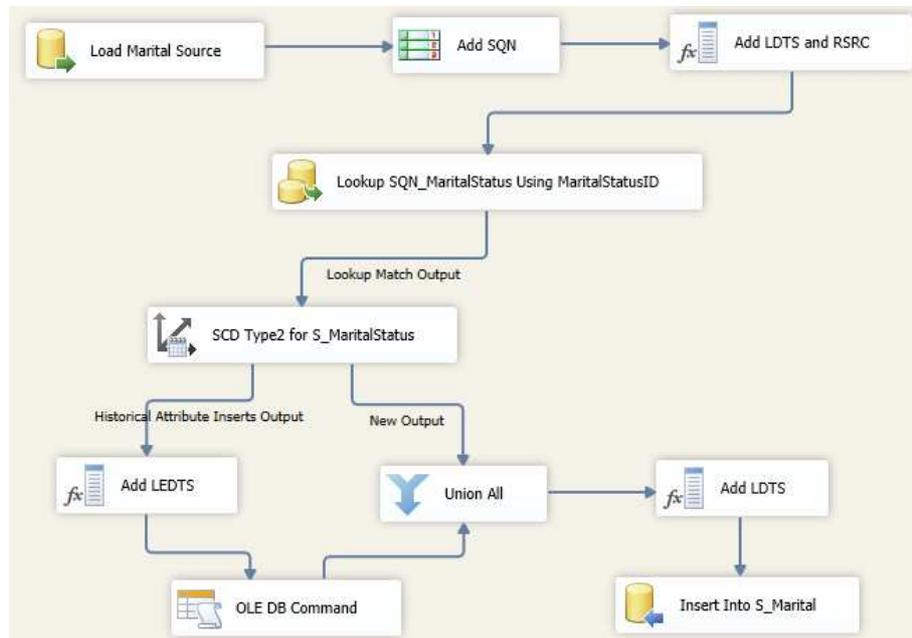 Load Marital Source
Add SQN
Add LDTS and RSRC
Lookup SQN_MaritalStatus Using MaritalStatusID
Lookup Match Output
SCD Type2 for S_MaritalStatus
Historical Attribute Inserts Output
New Output
Add LEDTS
Union All
Add LDTS
OLE DB Command
Insert Into S_Marital